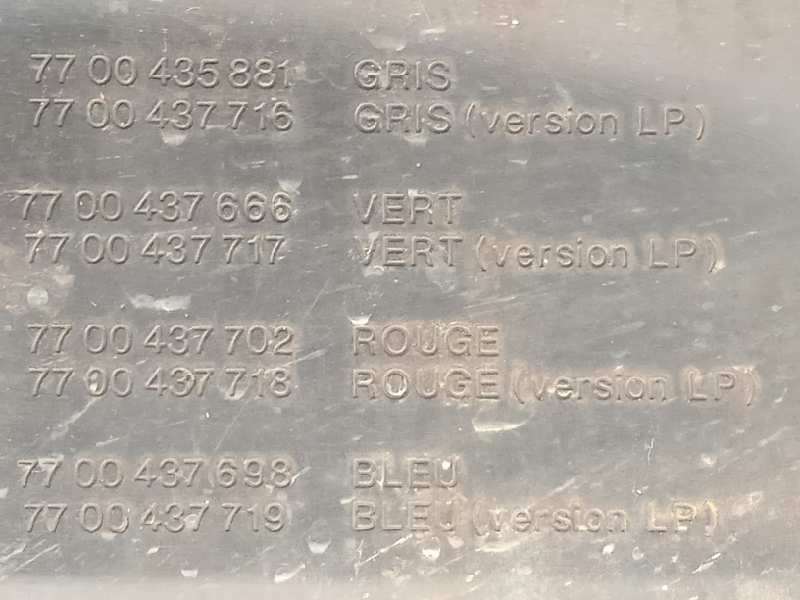 77 00 435 881 GRIS
77 00 437 716 GRIS (version LP)
77 00 437 666 VERT
77 00 437 717 VERT (version LP)
77 00 437 702 ROUGE
77 00 437 718 ROUGE (version LP)
77 00 437 698 BLEU
77 00 437 719 BLEU (version LP)